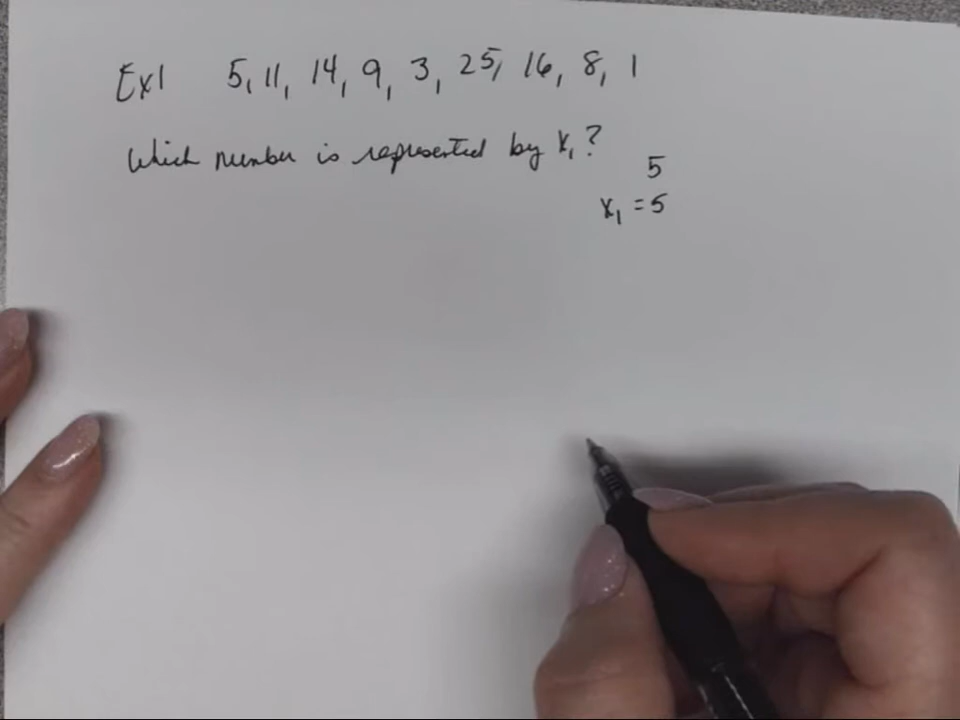 Ex1 5, 11, 14, 9, 3, 25, 16, 8, 1
Which number is represented by x₁?
5
x₁ = 5